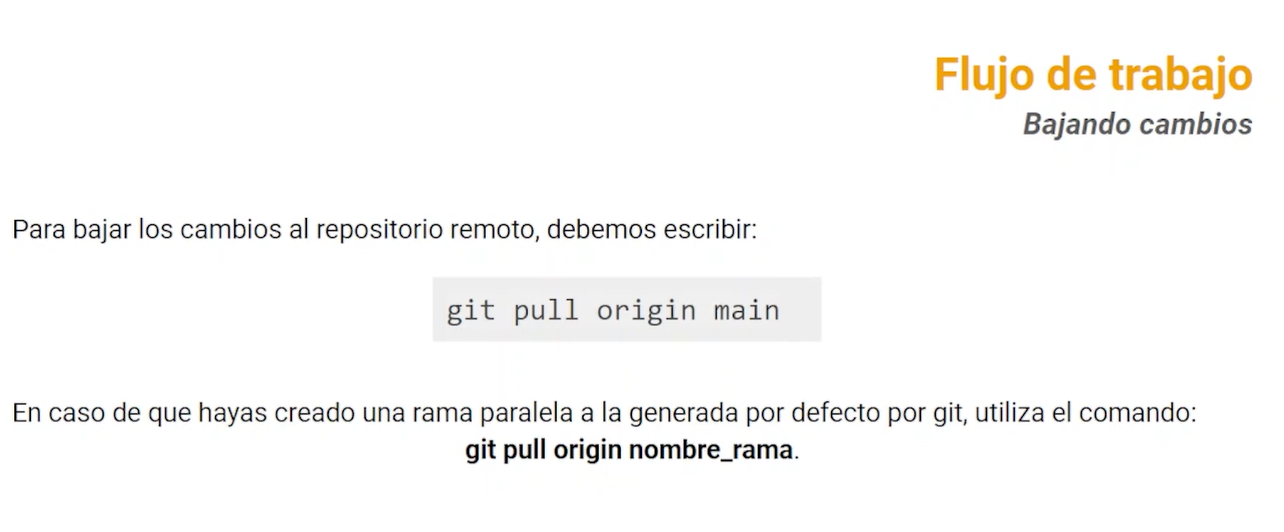 Flujo de trabajo
Bajando cambios
Para bajar los cambios al repositorio remoto, debemos escribir:
git pull origin main
En caso de que hayas creado una rama paralela a la generada por defecto por git, utiliza el comando:
git pull origin nombre_rama.